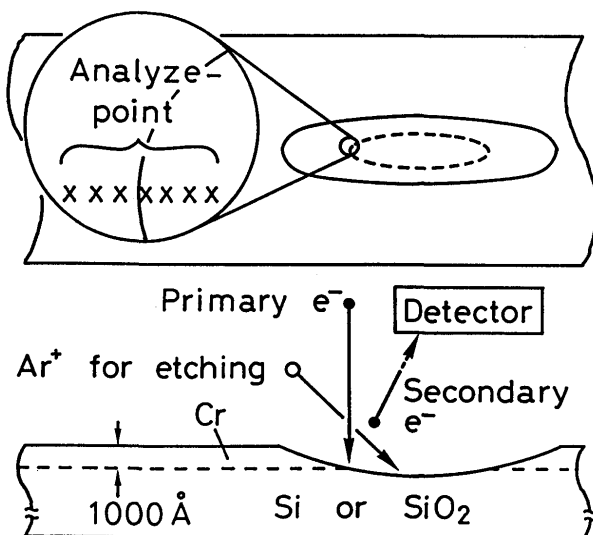 Analyze-
point
x x x x x x x
Primary e⁻
Detector
Ar⁺ for etching
Secondary
e⁻
Cr
1000 Å
Si or SiO₂